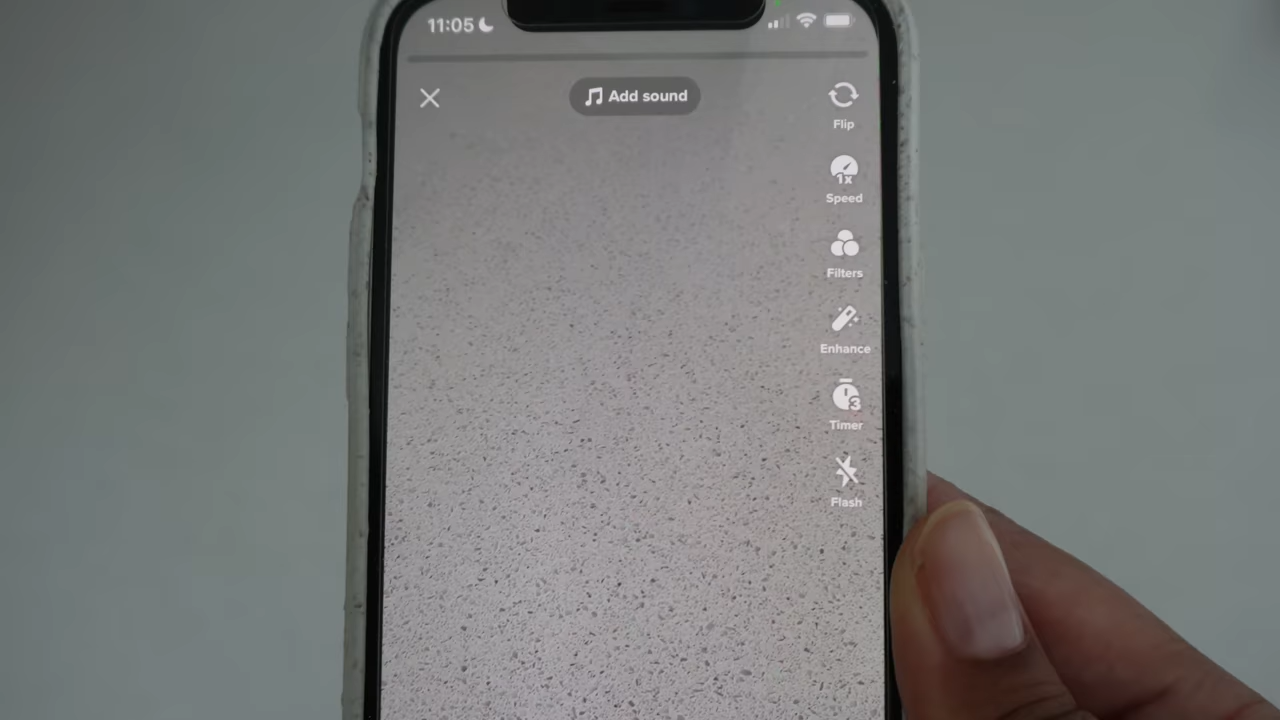 11:05
Add sound
Flip
1x
Speed
Filters
Enhance
3
Timer
Flash